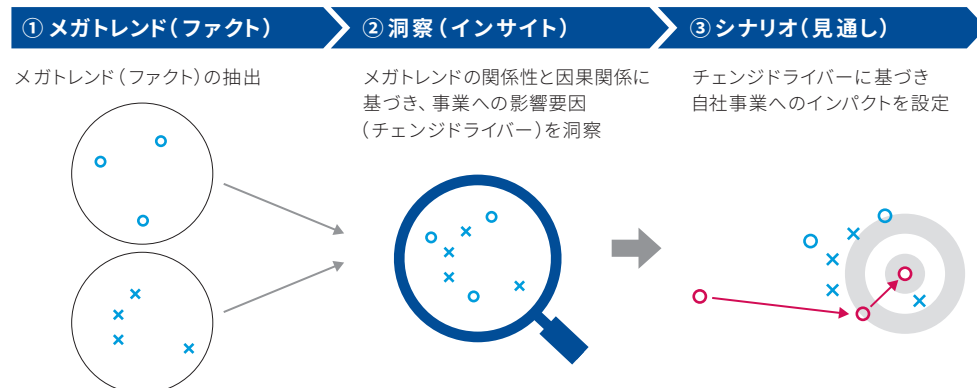 ① メガトレンド(ファクト)
② 洞察(インサイト)
③ シナリオ(見通し)
メガトレンド(ファクト)の抽出
メガトレンドの関係性と因果関係に
基づき、事業への影響要因
(チェンジドライバー)を洞察
チェンジドライバーに基づき
自社事業へのインパクトを設定